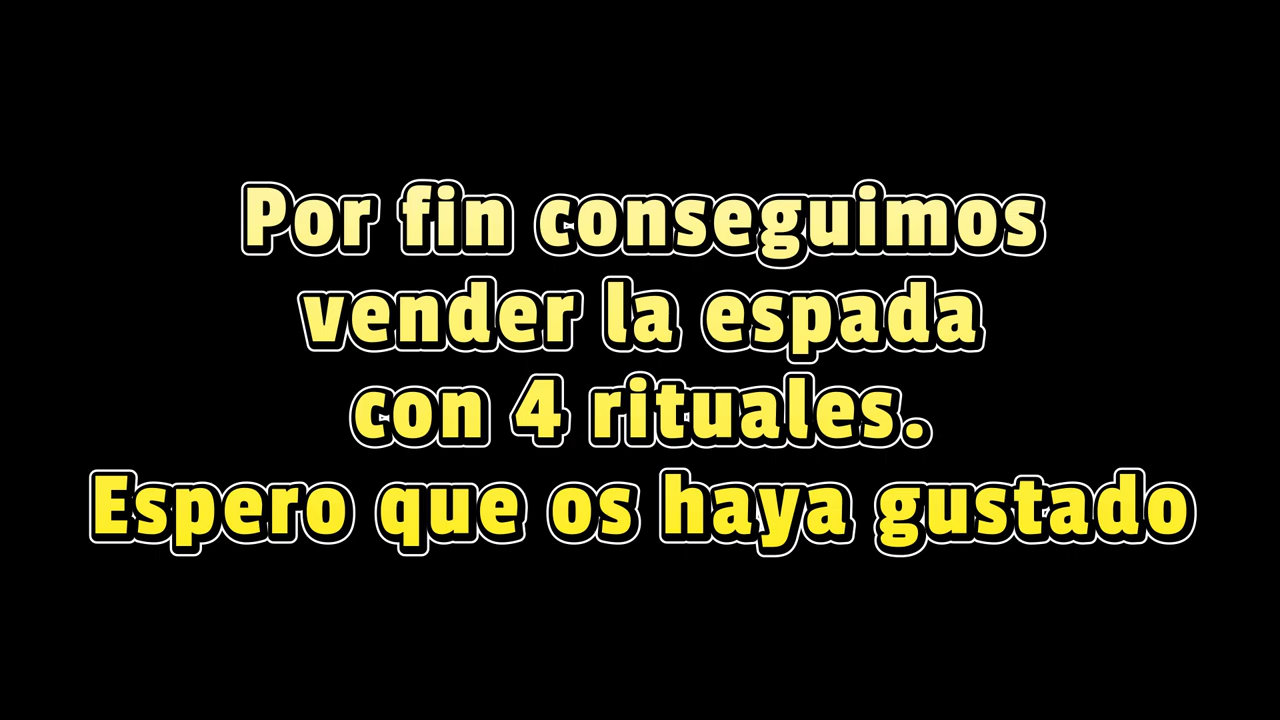 Por fin conseguimos
vender la espada
con 4 rituales.
Espero que os haya gustado